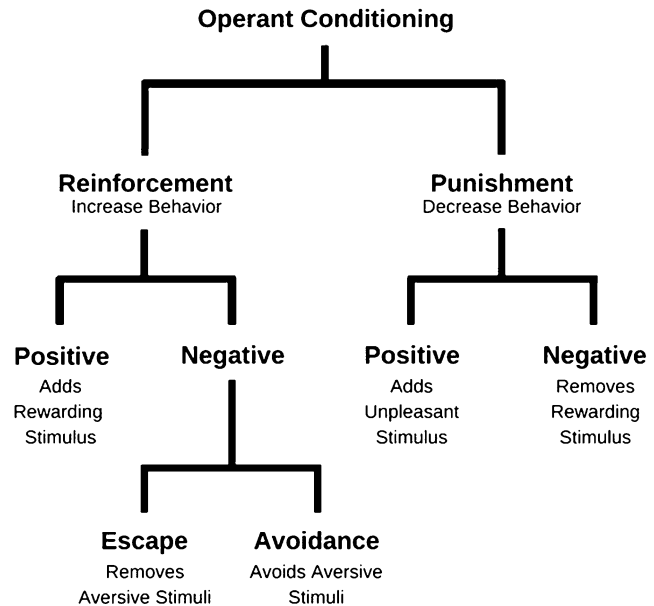 Operant Conditioning
Reinforcement
Increase Behavior
Punishment
Decrease Behavior
Positive
Adds
Rewarding
Stimulus
Negative
Positive
Adds
Unpleasant
Stimulus
Negative
Removes
Rewarding
Stimulus
Escape
Removes
Aversive Stimuli
Avoidance
Avoids Aversive
Stimuli